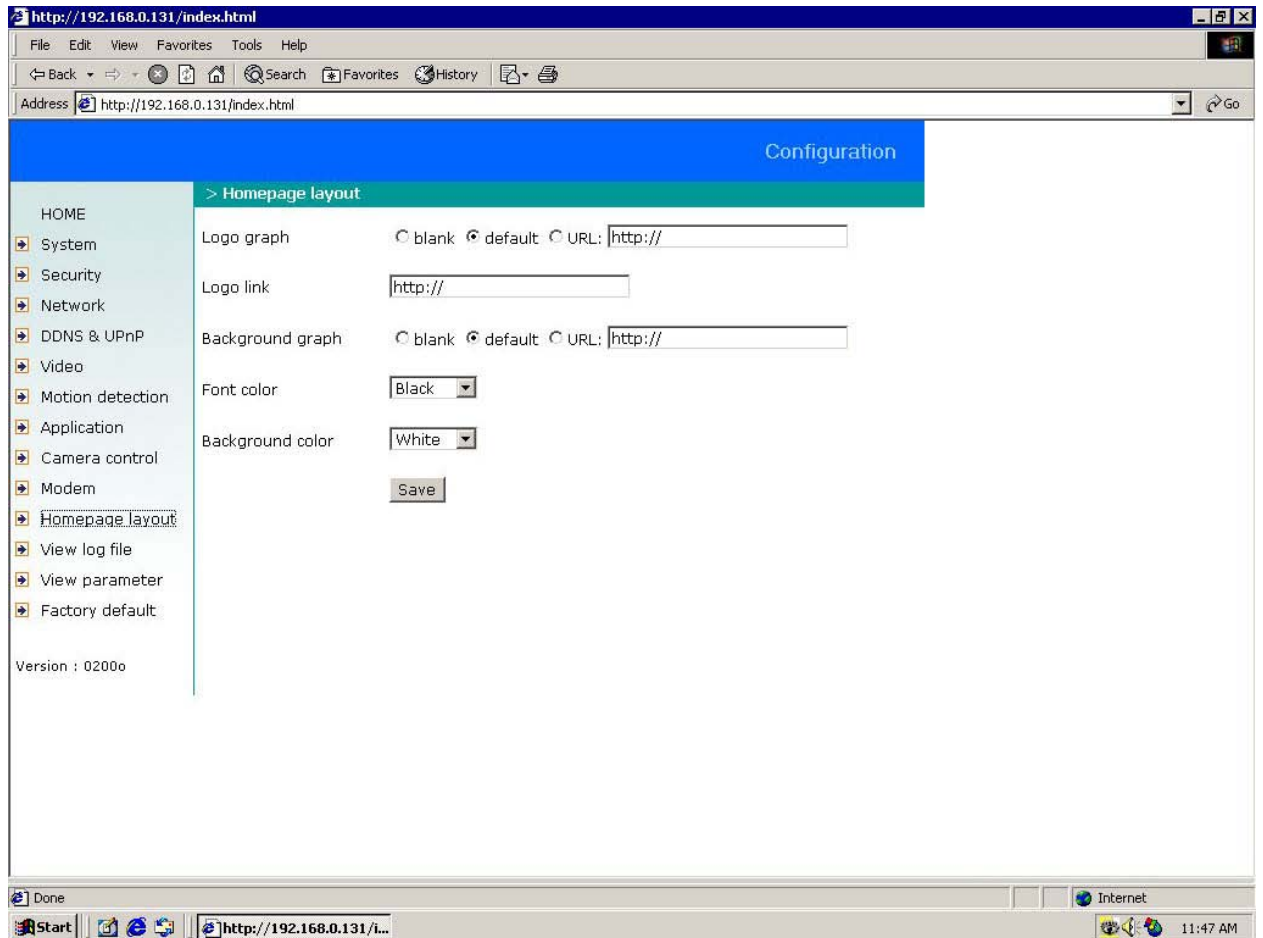 http://192.168.0.131/index.html
File Edit View Favorites Tools Help
Back Search Favorites History
Address http://192.168.0.131/index.html Go
Configuration
> Homepage layout
HOME
System
Security
Network
DDNS & UPnP
Video
Motion detection
Application
Camera control
Modem
Homepage layout
View log file
View parameter
Factory default
Version : 0200o
Logo graph blank default URL: http://
Logo link http://
Background graph blank default URL: http://
Font color Black
Background color White
Save
Done Internet
Start http://192.168.0.131/i... 11:47 AM